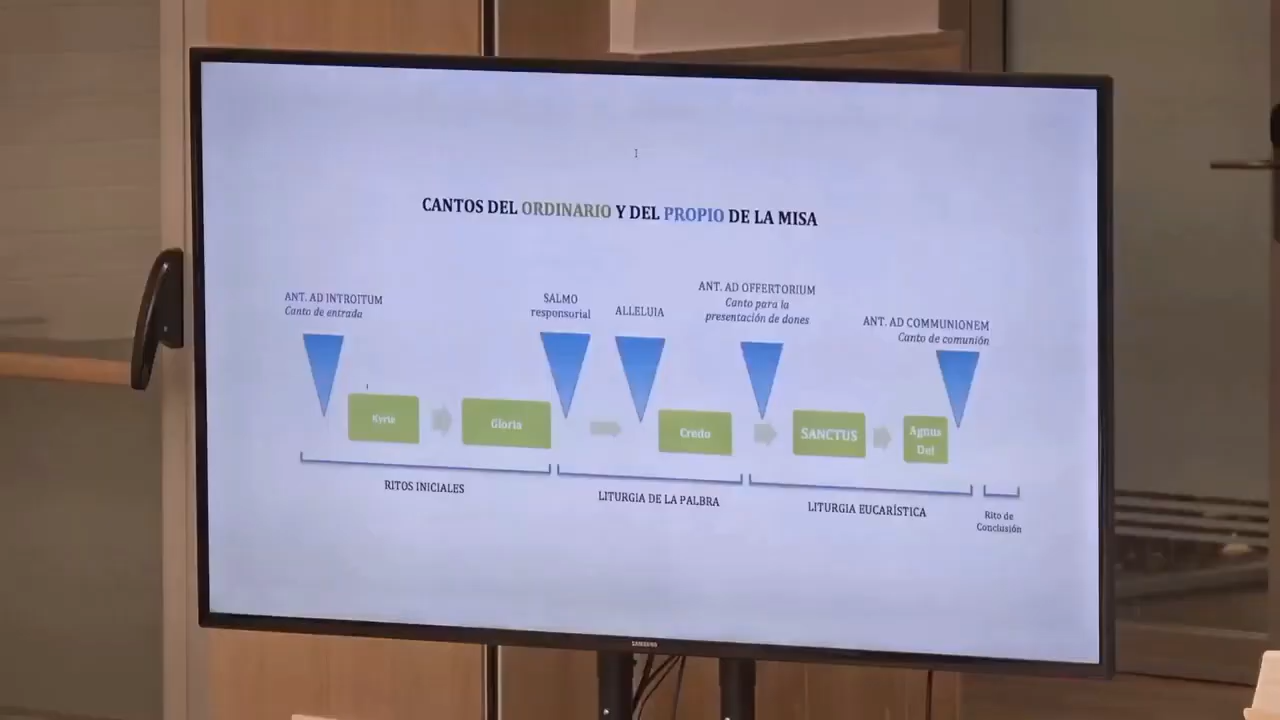 CANTOS DEL ORDINARIO Y DEL PROPIO DE LA MISA
ANT. AD INTROITUM
Canto de entrada
SALMO
responsorial
ALLELUIA
ANT. AD OFFERTORIUM
Canto para la
presentación de dones
ANT. AD COMMUNIONEM
Canto de comunión
Kyrie
Gloria
Credo
SANCTUS
Agnus
Dei
RITOS INICIALES
LITURGIA DE LA PALBRA
LITURGIA EUCARÍSTICA
Rito de
Conclusión
SAMSUNG